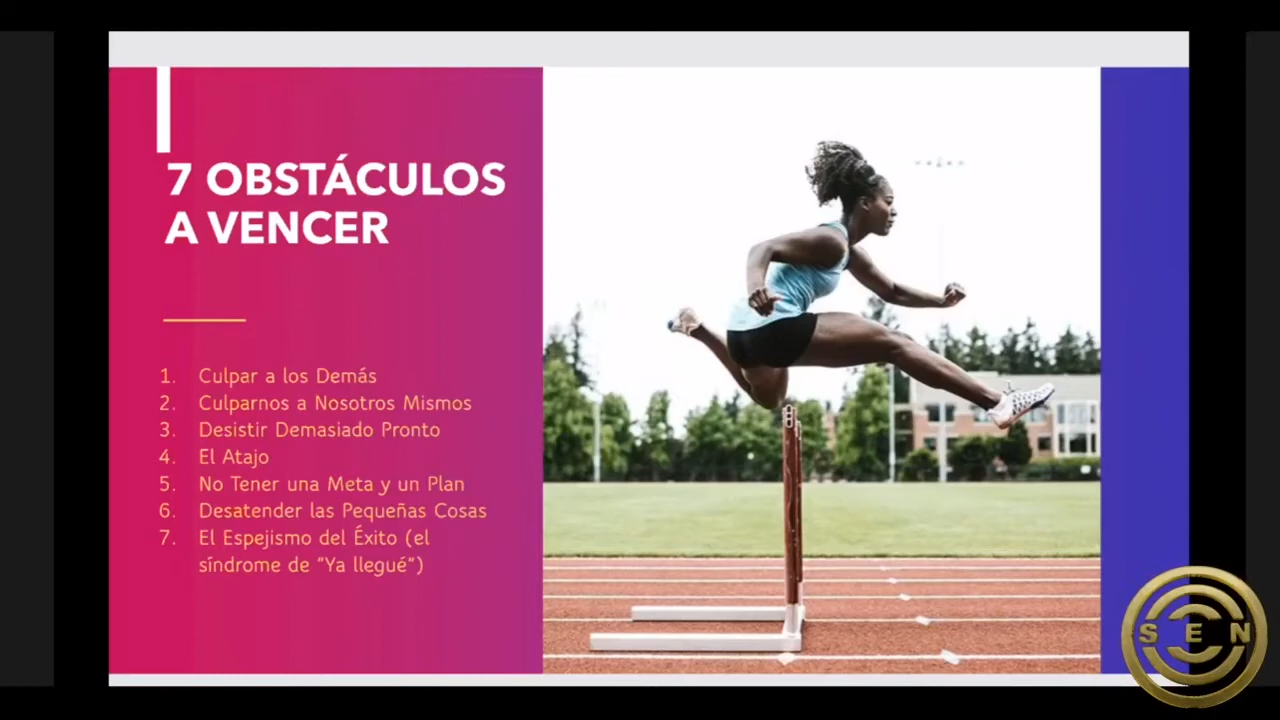 7 OBSTÁCULOS
A VENCER
1. Culpar a los Demás
2. Culparnos a Nosotros Mismos
3. Desistir Demasiado Pronto
4. El Atajo
5. No Tener una Meta y un Plan
6. Desatender las Pequeñas Cosas
7. El Espejismo del Éxito (el
síndrome de "Ya llegué")
SEN